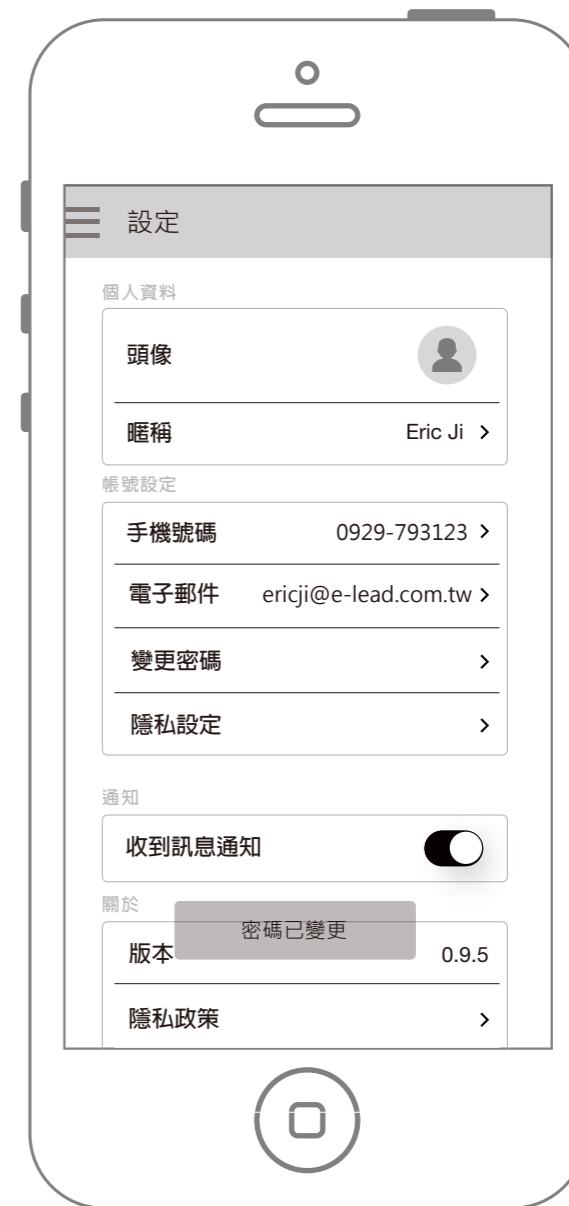 設定
個人資料
頭像
暱稱 Eric Ji >
帳號設定
手機號碼 0929-793123 >
電子郵件 ericji@e-lead.com.tw >
變更密碼 >
隱私設定 >
通知
收到訊息通知
關於
密碼已變更
版本 0.9.5
隱私政策 >